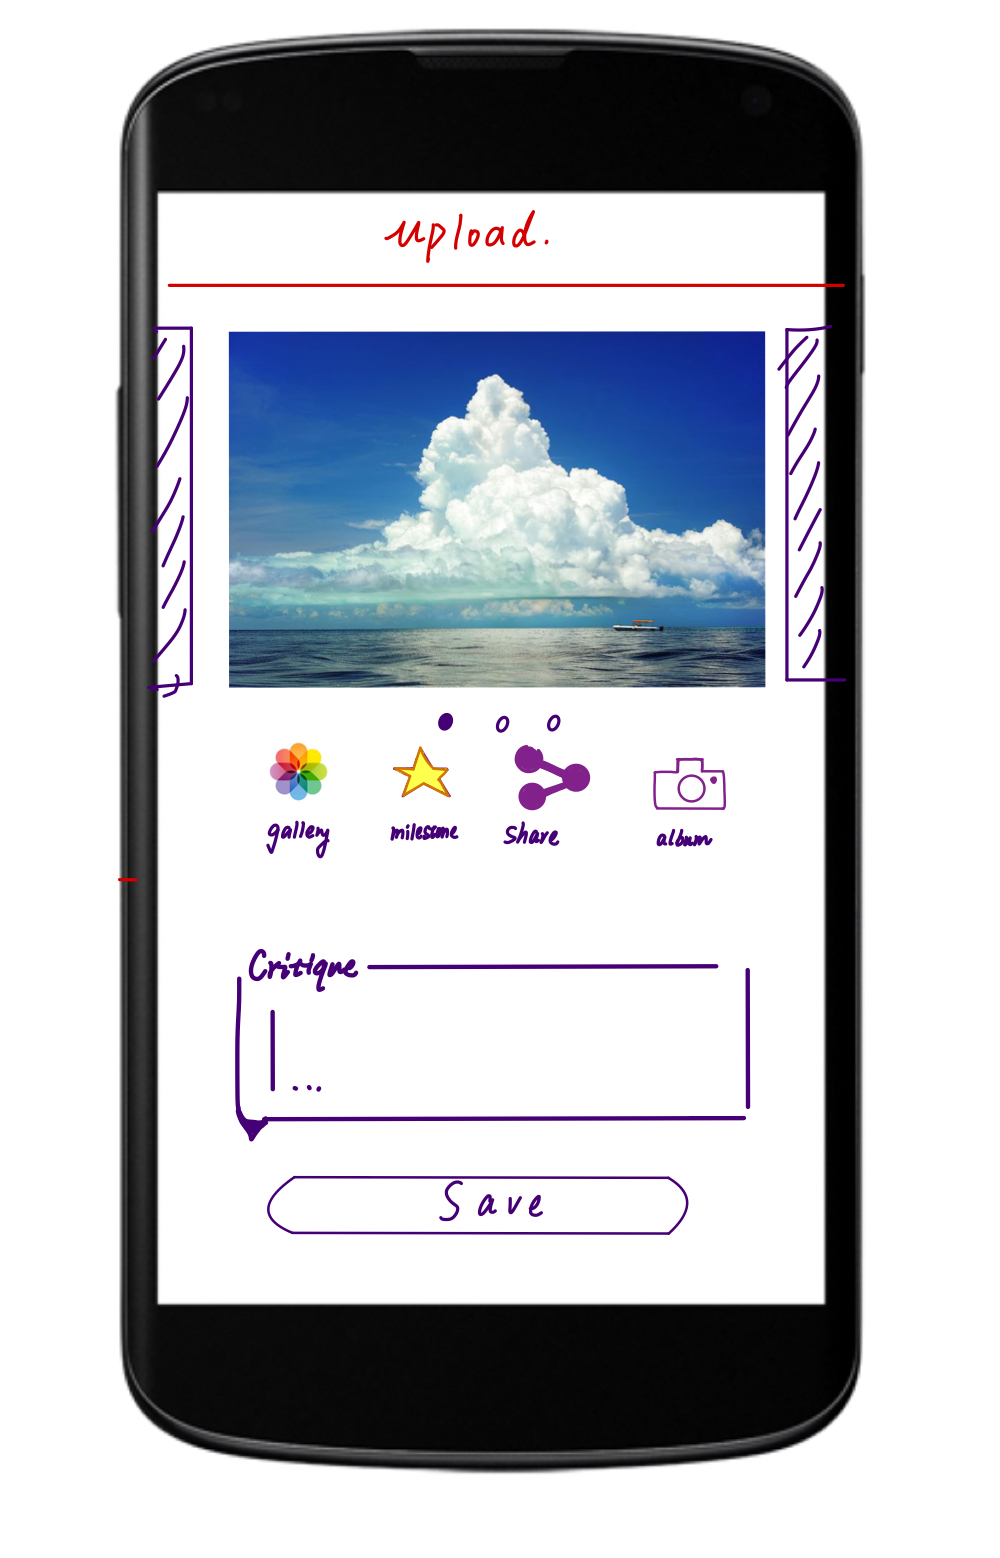 upload.
gallery milestone share album
Critique
...
Save